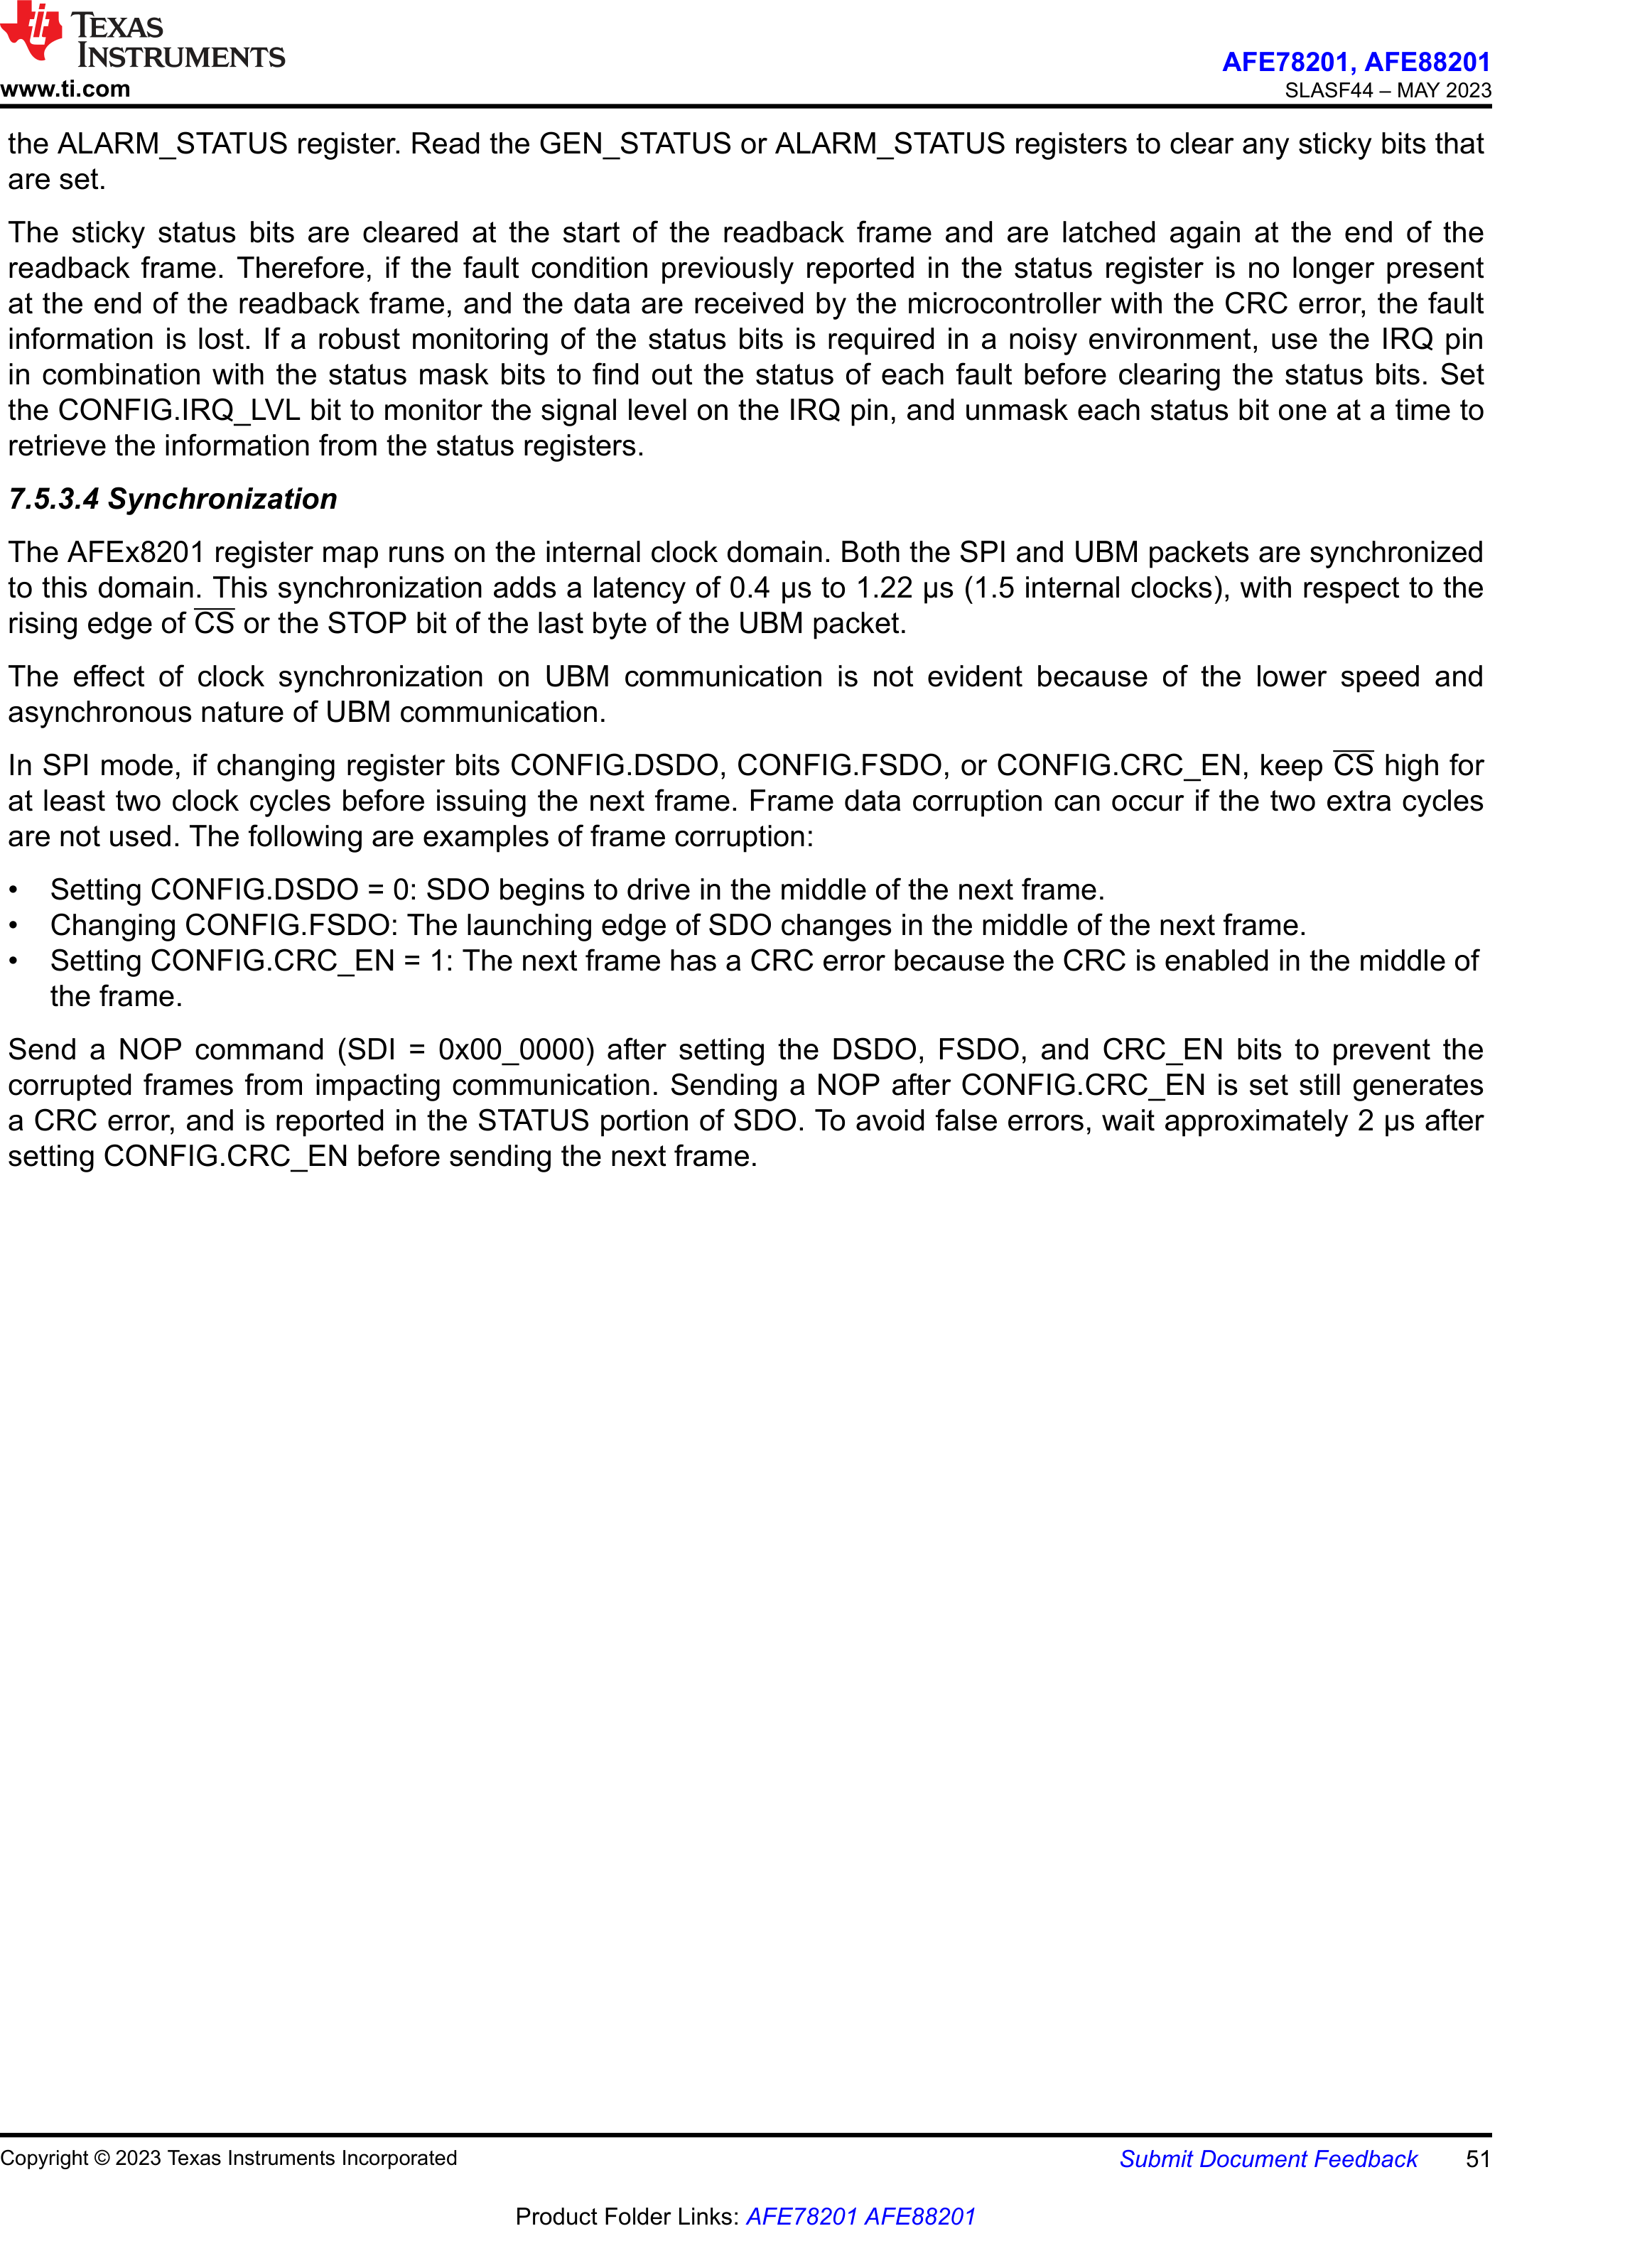 TEXAS
INSTRUMENTS
www.ti.com
AFE78201, AFE88201
SLASF44 – MAY 2023
the ALARM_STATUS register. Read the GEN_STATUS or ALARM_STATUS registers to clear any sticky bits that
are set.
The sticky status bits are cleared at the start of the readback frame and are latched again at the end of the
readback frame. Therefore, if the fault condition previously reported in the status register is no longer present
at the end of the readback frame, and the data are received by the microcontroller with the CRC error, the fault
information is lost. If a robust monitoring of the status bits is required in a noisy environment, use the IRQ pin
in combination with the status mask bits to find out the status of each fault before clearing the status bits. Set
the CONFIG.IRQ_LVL bit to monitor the signal level on the IRQ pin, and unmask each status bit one at a time to
retrieve the information from the status registers.
7.5.3.4 Synchronization
The AFEx8201 register map runs on the internal clock domain. Both the SPI and UBM packets are synchronized
to this domain. This synchronization adds a latency of 0.4 µs to 1.22 µs (1.5 internal clocks), with respect to the
rising edge of C̅S̅ or the STOP bit of the last byte of the UBM packet.
The effect of clock synchronization on UBM communication is not evident because of the lower speed and
asynchronous nature of UBM communication.
In SPI mode, if changing register bits CONFIG.DSDO, CONFIG.FSDO, or CONFIG.CRC_EN, keep C̅S̅ high for
at least two clock cycles before issuing the next frame. Frame data corruption can occur if the two extra cycles
are not used. The following are examples of frame corruption:
• Setting CONFIG.DSDO = 0: SDO begins to drive in the middle of the next frame.
• Changing CONFIG.FSDO: The launching edge of SDO changes in the middle of the next frame.
• Setting CONFIG.CRC_EN = 1: The next frame has a CRC error because the CRC is enabled in the middle of
the frame.
Send a NOP command (SDI = 0x00_0000) after setting the DSDO, FSDO, and CRC_EN bits to prevent the
corrupted frames from impacting communication. Sending a NOP after CONFIG.CRC_EN is set still generates
a CRC error, and is reported in the STATUS portion of SDO. To avoid false errors, wait approximately 2 µs after
setting CONFIG.CRC_EN before sending the next frame.
Copyright © 2023 Texas Instruments Incorporated
Submit Document Feedback 51
Product Folder Links: AFE78201 AFE88201